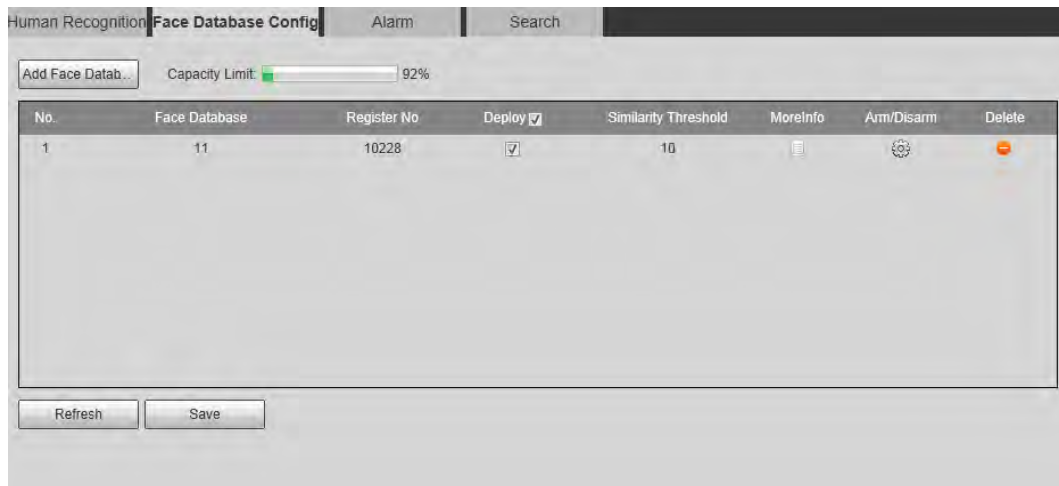 Human Recognition Face Database Config Alarm Search
Add Face Datab... Capacity Limit: 92%
No. Face Database Register No Deploy Similarity Threshold MoreInfo Arm/Disarm Delete
1 11 10228 10
Refresh Save